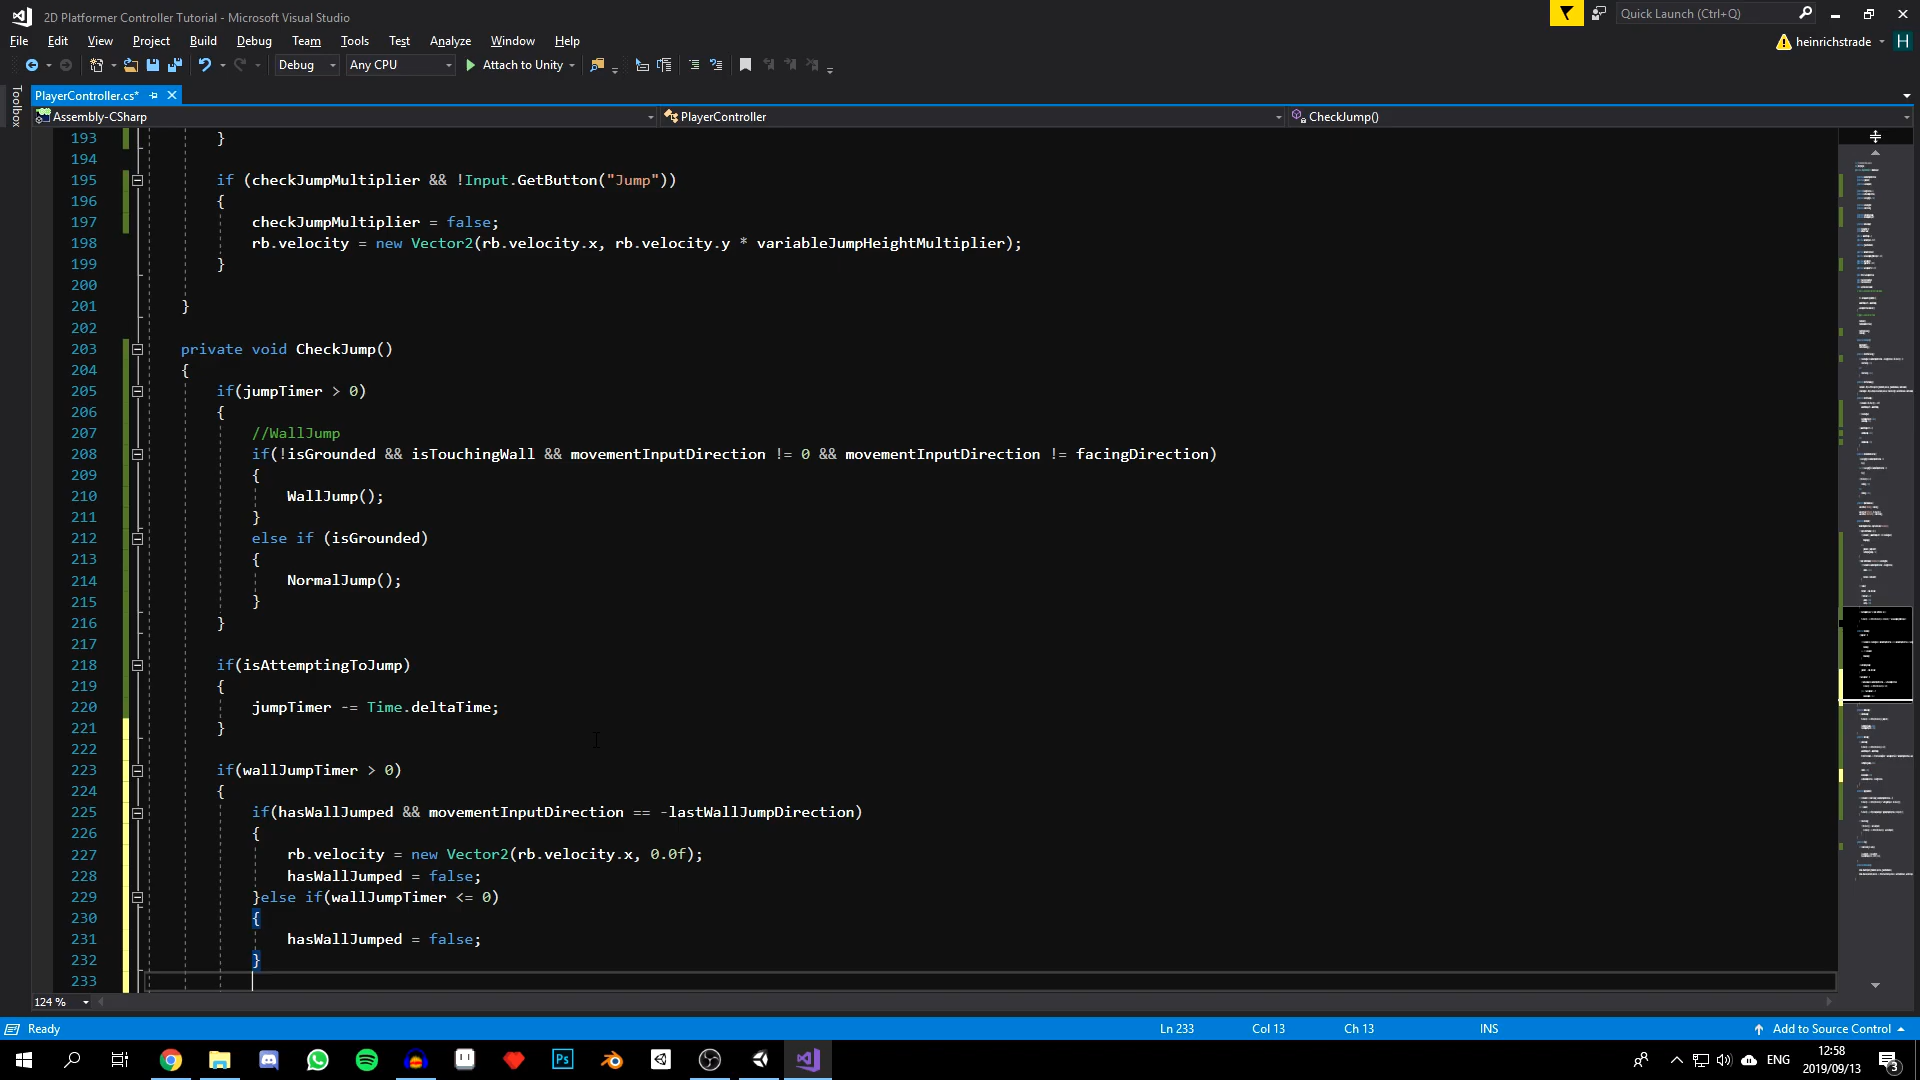 2D Platformer Controller Tutorial - Microsoft Visual Studio
Quick Launch (Ctrl+Q)
File Edit View Project Build Debug Team Tools Test Analyze Window Help
heinrichstrade H
Debug Any CPU Attach to Unity
Toolbox
PlayerController.cs*
Assembly-CSharp PlayerController CheckJump()
193 }
194
195 if (checkJumpMultiplier && !Input.GetButton("Jump"))
196 {
197 checkJumpMultiplier = false;
198 rb.velocity = new Vector2(rb.velocity.x, rb.velocity.y * variableJumpHeightMultiplier);
199 }
200
201 }
202
203 private void CheckJump()
204 {
205 if(jumpTimer > 0)
206 {
207 //WallJump
208 if(!isGrounded && isTouchingWall && movementInputDirection != 0 && movementInputDirection != facingDirection)
209 {
210 WallJump();
211 }
212 else if (isGrounded)
213 {
214 NormalJump();
215 }
216 }
217
218 if(isAttemptingToJump)
219 {
220 jumpTimer -= Time.deltaTime;
221 }
222
223 if(wallJumpTimer > 0)
224 {
225 if(hasWallJumped && movementInputDirection == -lastWallJumpDirection)
226 {
227 rb.velocity = new Vector2(rb.velocity.x, 0.0f);
228 hasWallJumped = false;
229 }else if(wallJumpTimer <= 0)
230 {
231 hasWallJumped = false;
232 }
233
124 %
Ready Ln 233 Col 13 Ch 13 INS Add to Source Control
Ps ENG 12:58
2019/09/13 3